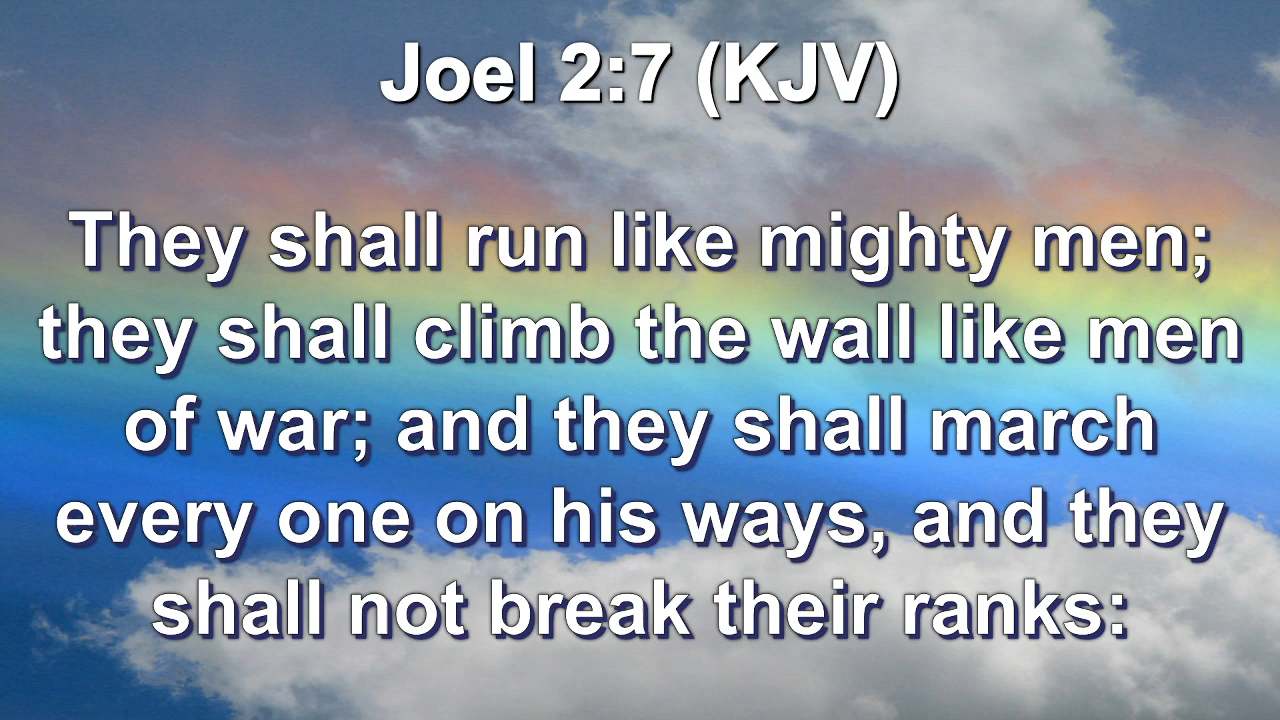 Joel 2:7 (KJV)
They shall run like mighty men;
they shall climb the wall like men
of war; and they shall march
every one on his ways, and they
shall not break their ranks: